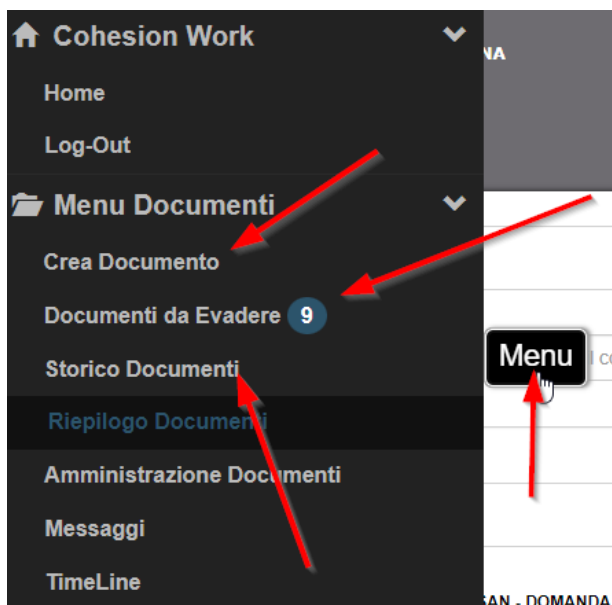 Cohesion Work
NA
Home
Log-Out
Menu Documenti
Crea Documento
Documenti da Evadere 9
Storico Documenti
Menu
Riepilogo Documenti
Amministrazione Documenti
Messaggi
TimeLine
SAN - DOMANDA